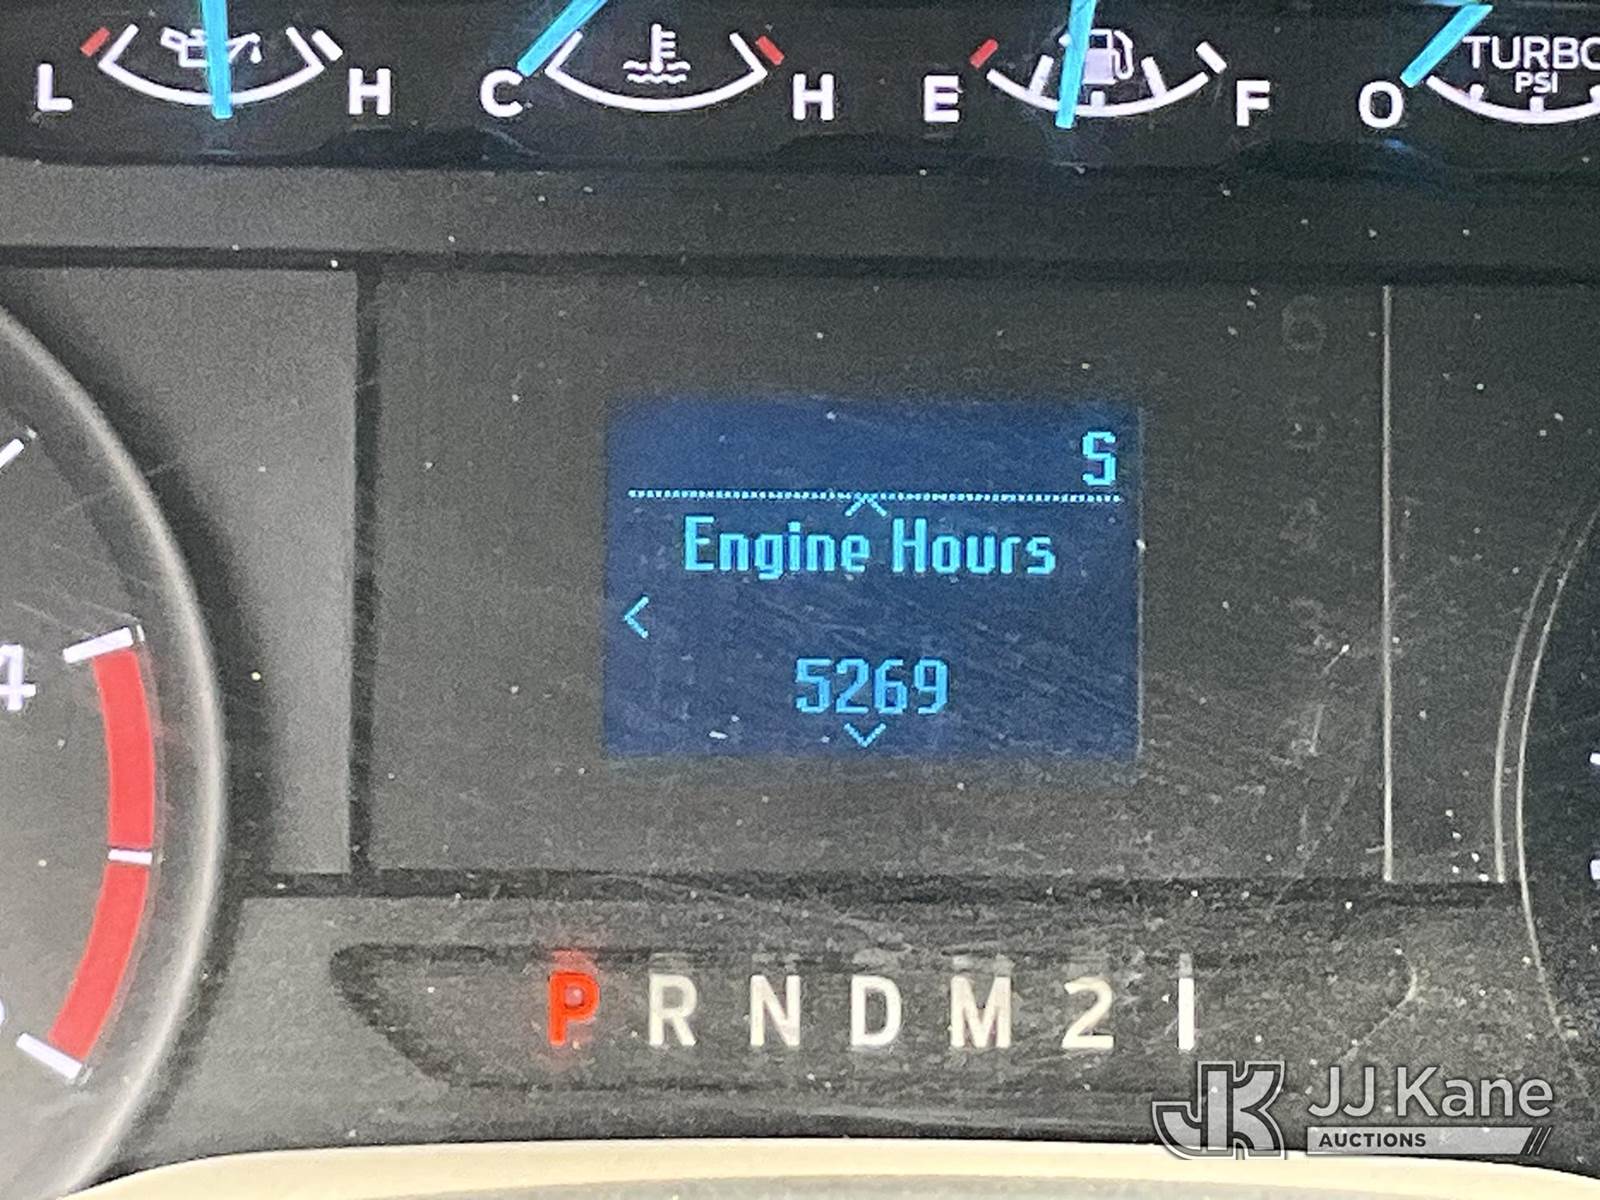 L H C H E F O TURBO
PSI
S
Engine Hours
5269
4
P R N D M 2 1
JJ Kane
AUCTIONS